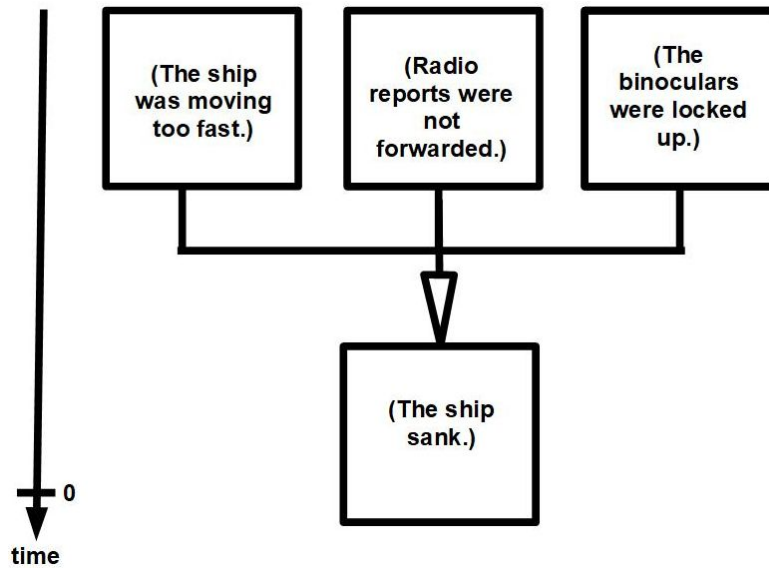 (The ship
was moving
too fast.)
(Radio
reports were
not
forwarded.)
(The
binoculars
were locked
up.)
(The ship
sank.)
0
time